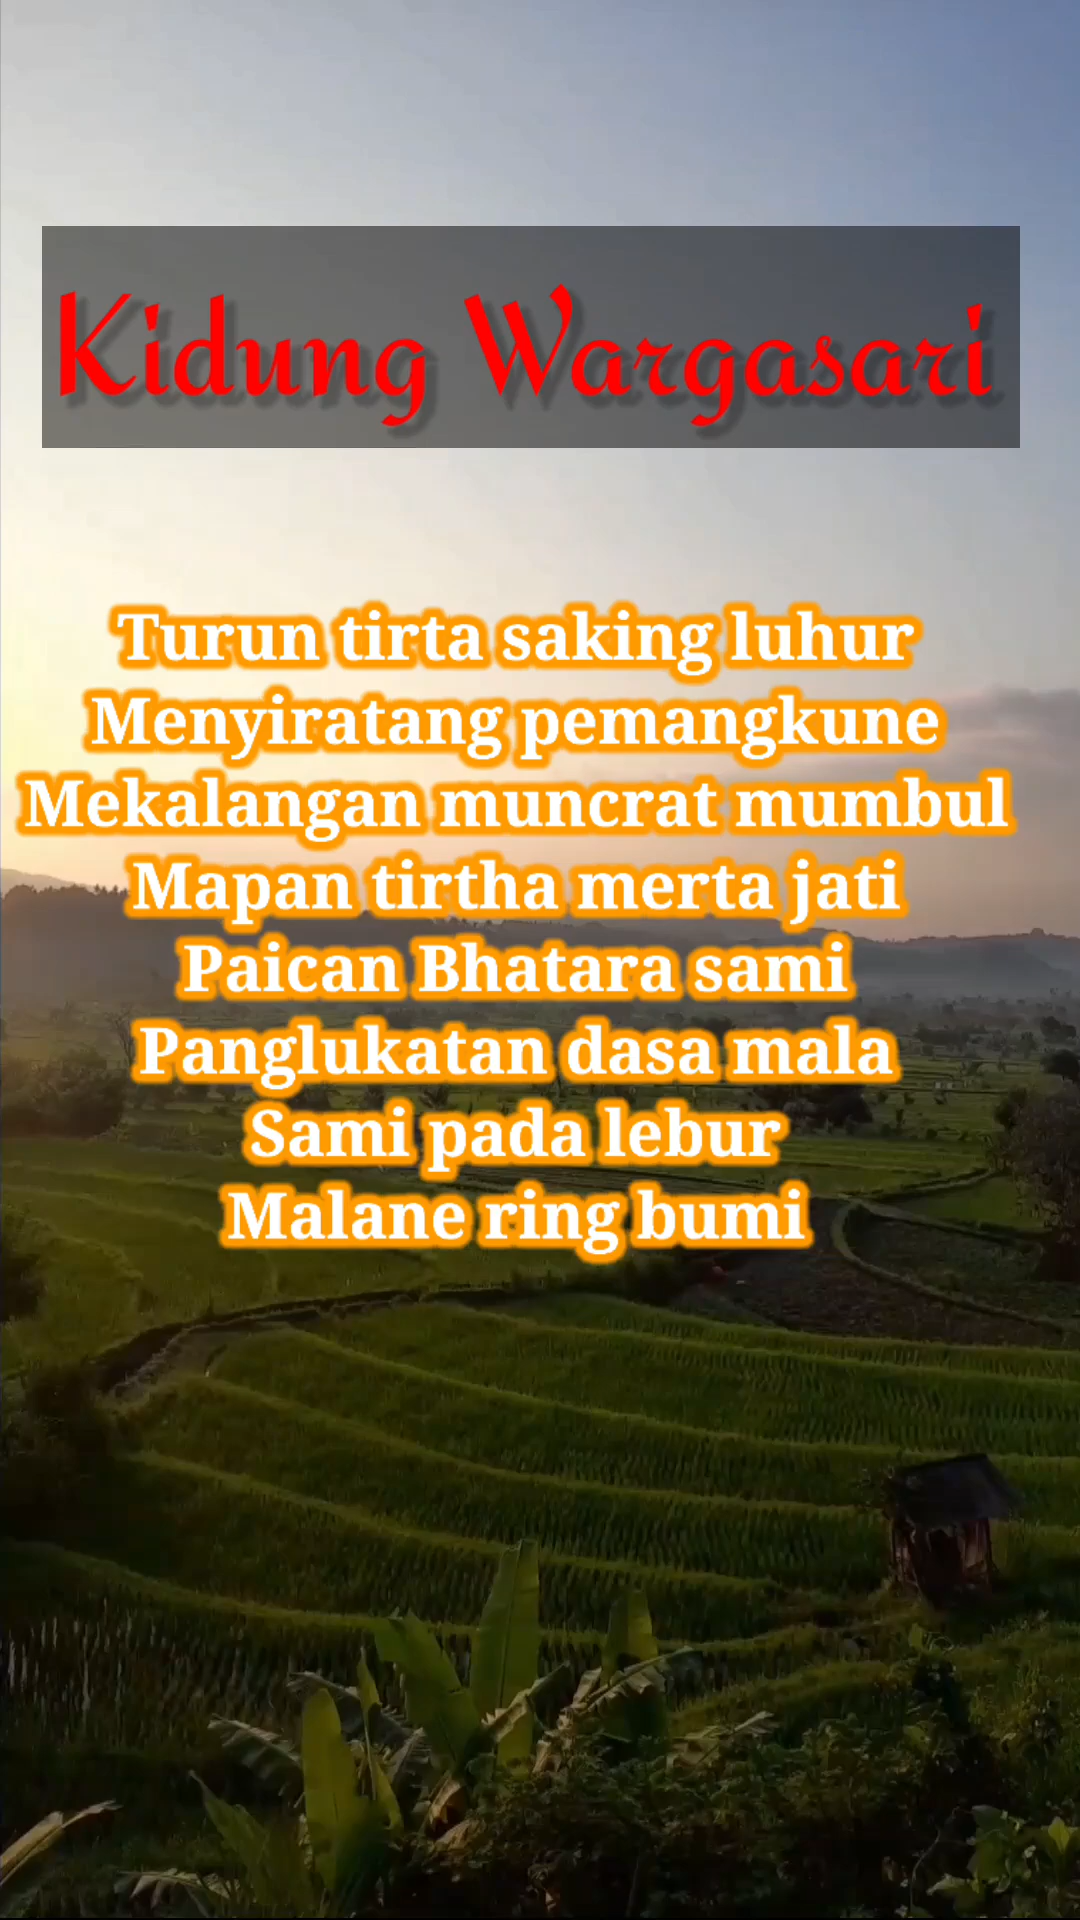 Kidung Wargasari
Turun tirta saking luhur
Menyiratang pemangkune
Mekalangan muncrat mumbul
Mapan tirtha merta jati
Paican Bhatara sami
Panglukatan dasa mala
Sami pada lebur
Malane ring bumi